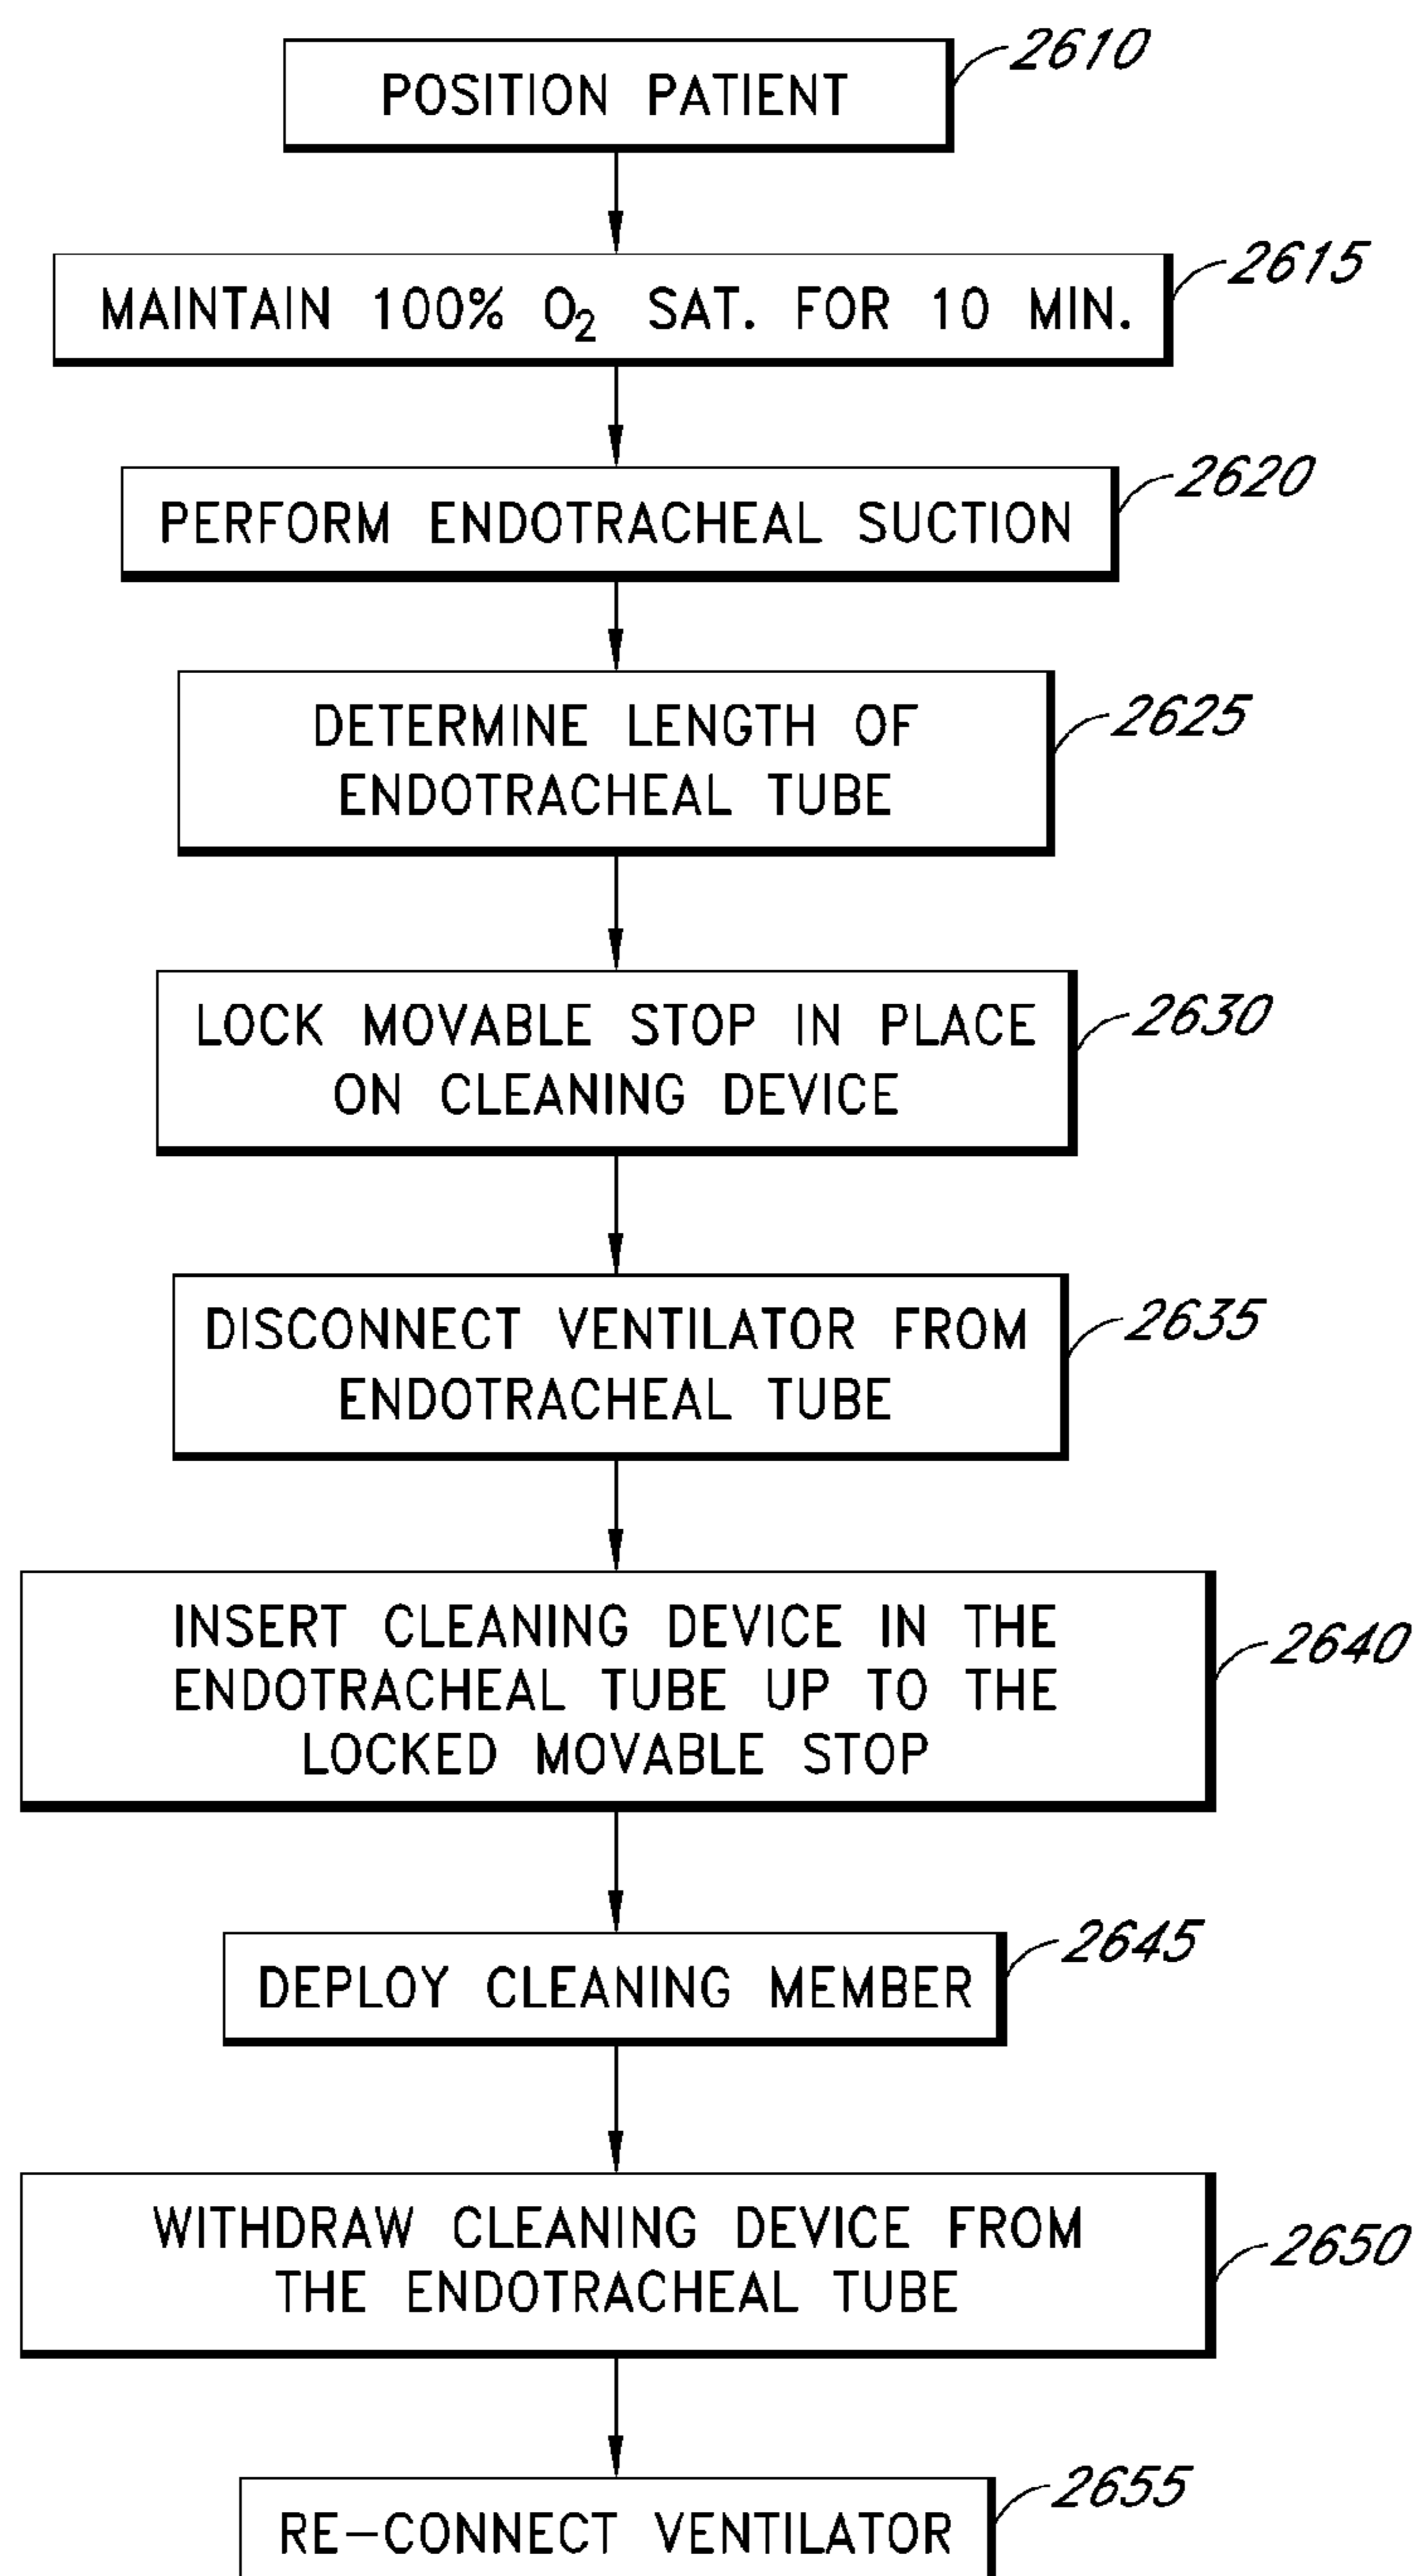 POSITION PATIENT
2610
MAINTAIN 100% O₂ SAT. FOR 10 MIN.
2615
PERFORM ENDOTRACHEAL SUCTION
2620
DETERMINE LENGTH OF
ENDOTRACHEAL TUBE
2625
LOCK MOVABLE STOP IN PLACE
ON CLEANING DEVICE
2630
DISCONNECT VENTILATOR FROM
ENDOTRACHEAL TUBE
2635
INSERT CLEANING DEVICE IN THE
ENDOTRACHEAL TUBE UP TO THE
LOCKED MOVABLE STOP
2640
DEPLOY CLEANING MEMBER
2645
WITHDRAW CLEANING DEVICE FROM
THE ENDOTRACHEAL TUBE
2650
RE-CONNECT VENTILATOR
2655